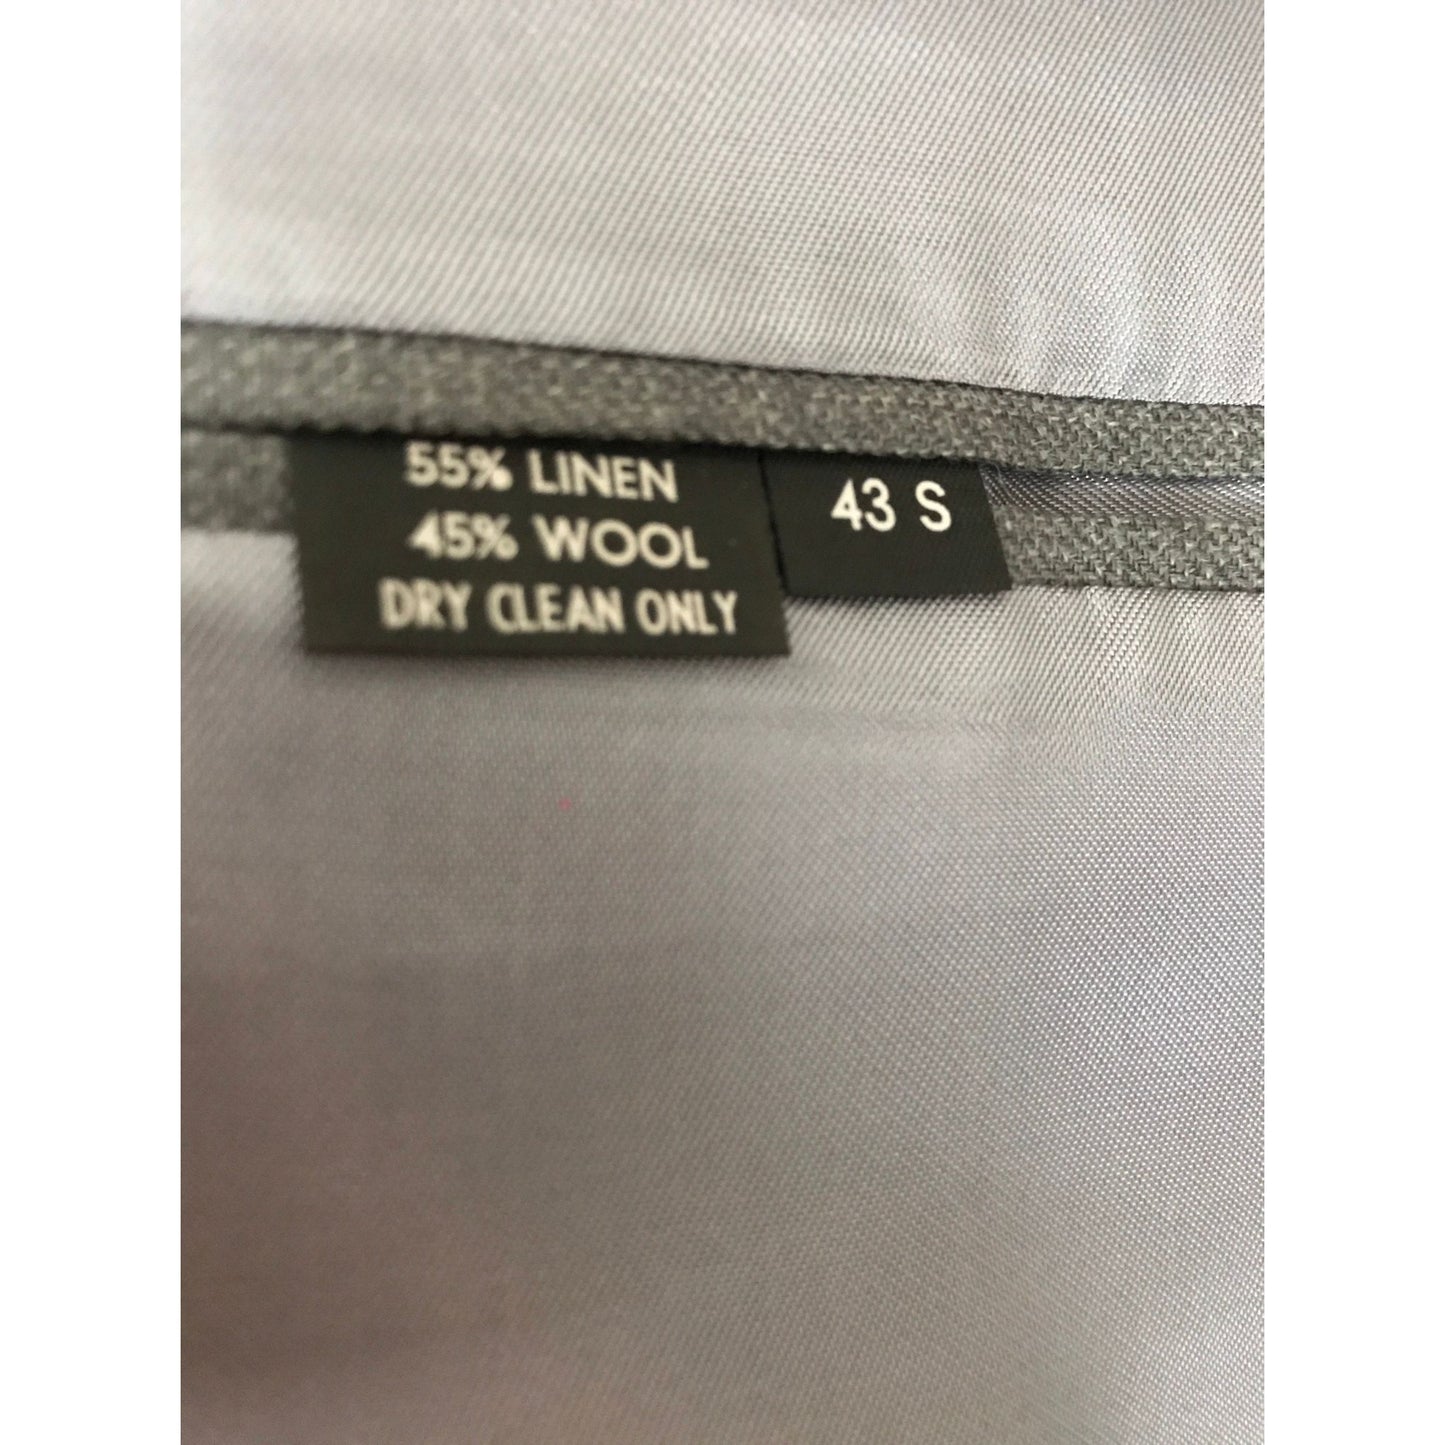 55% LINEN
45% WOOL
DRY CLEAN ONLY
43 S